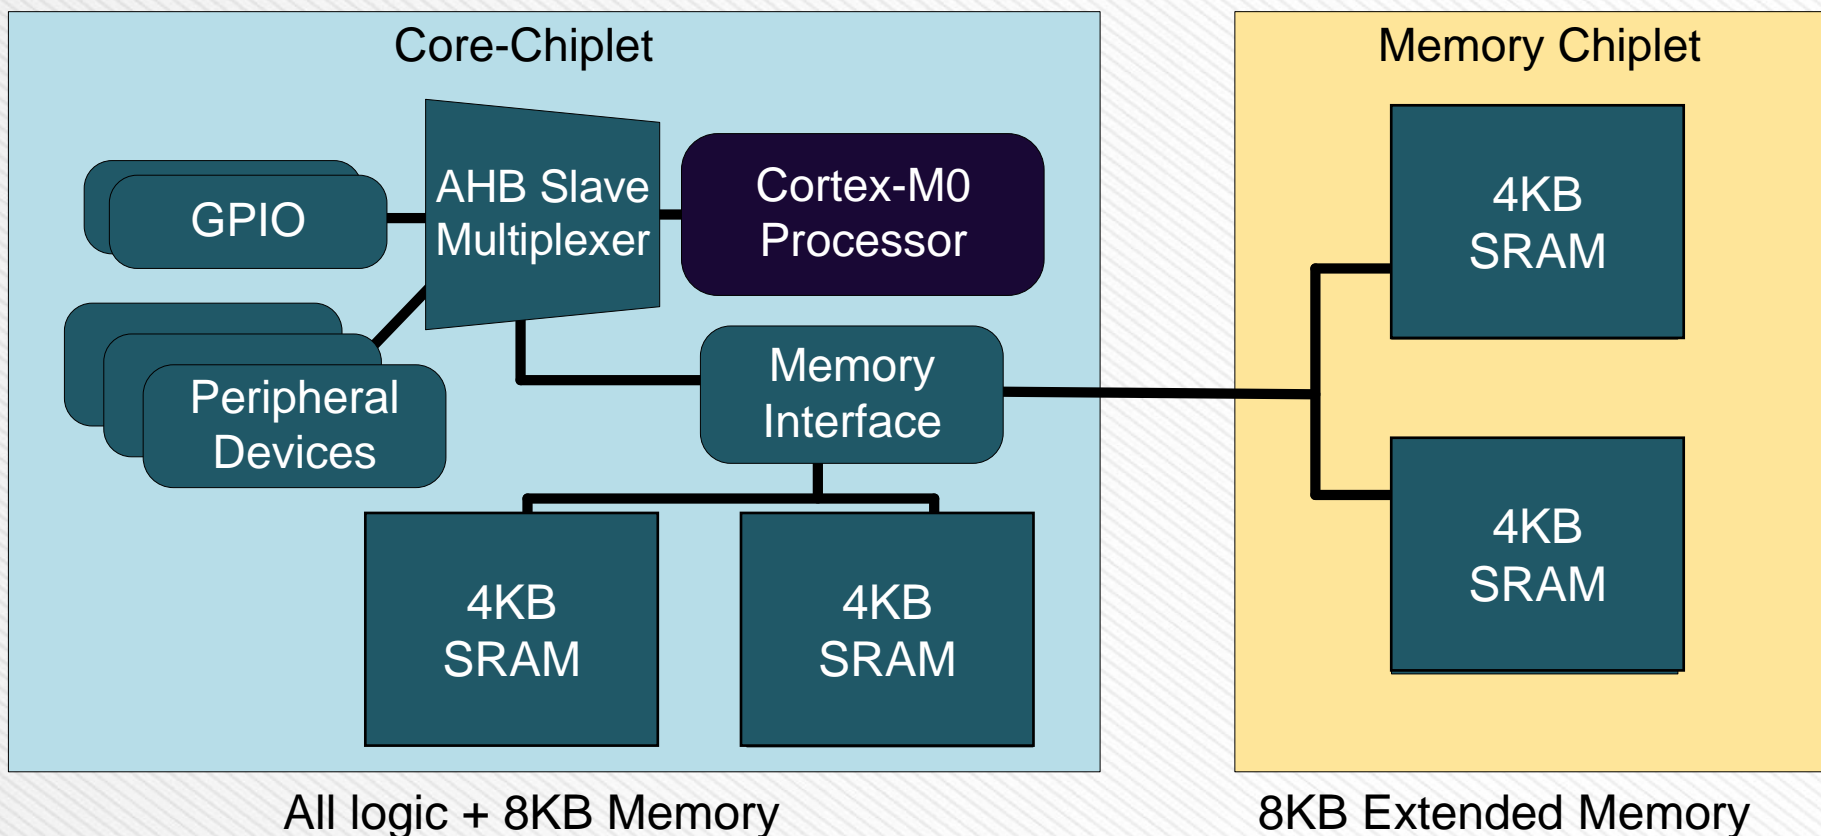 Core-Chiplet
GPIO
AHB Slave
Multiplexer
Cortex-M0
Processor
Peripheral
Devices
Memory
Interface
4KB
SRAM
4KB
SRAM
All logic + 8KB Memory
Memory Chiplet
4KB
SRAM
4KB
SRAM
8KB Extended Memory